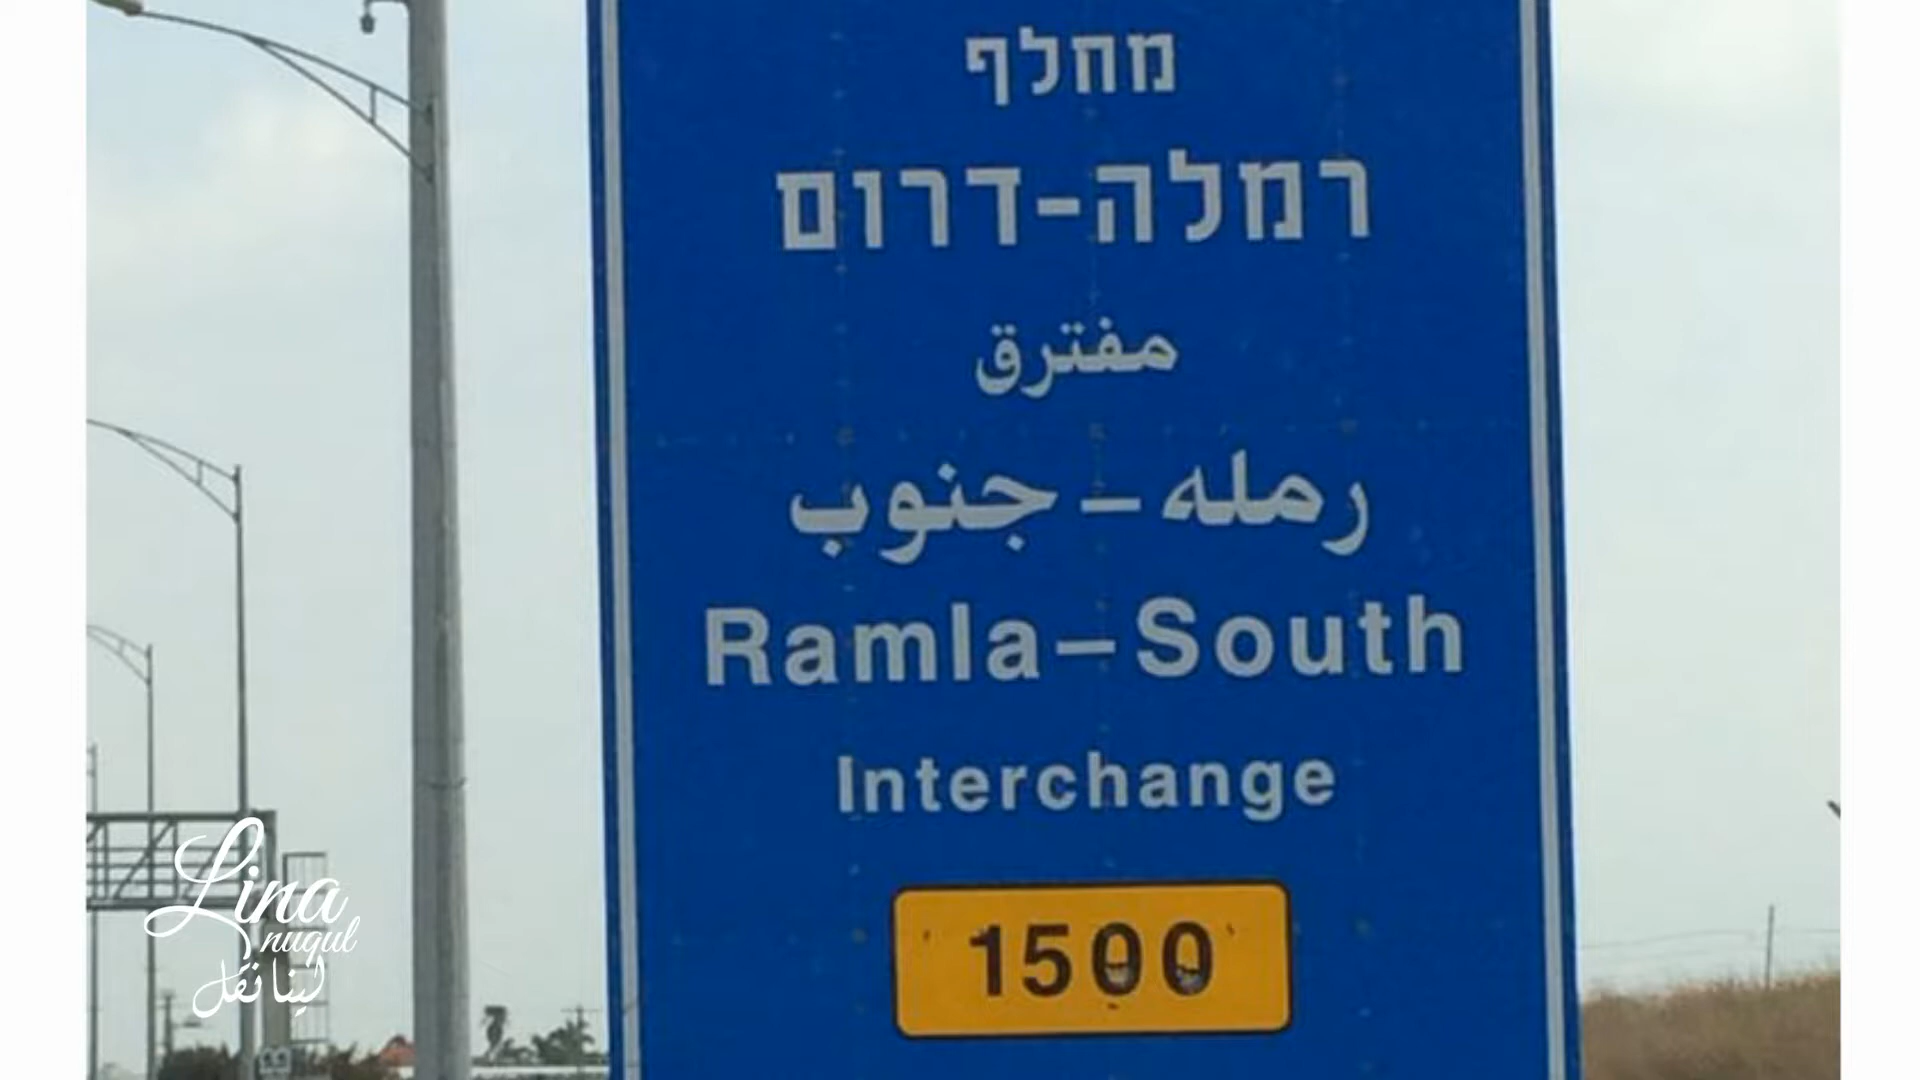 מחלף
רמלה-דרום
مفترق
رمله - جنوب
Ramla-South
Interchange
1500
Lina
nuqul
لينا نقل